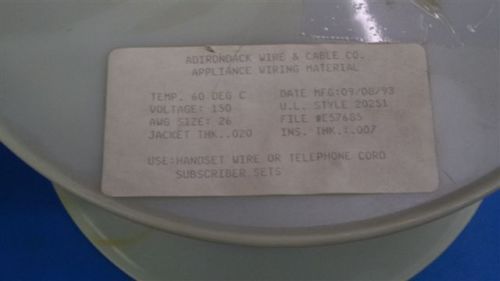 ADIRONDACK WIRE & CABLE CO.
APPLIANCE WIRING MATERIAL
TEMP. 60 DEG C DATE MFG:09/08/93
VOLTAGE: 150 U.L. STYLE 20251
AWG SIZE: 26 FILE #E57685
JACKET THK..020 INS. THK.:.007
USE:HANDSET WIRE OR TELEPHONE CORD
SUBSCRIBER SETS